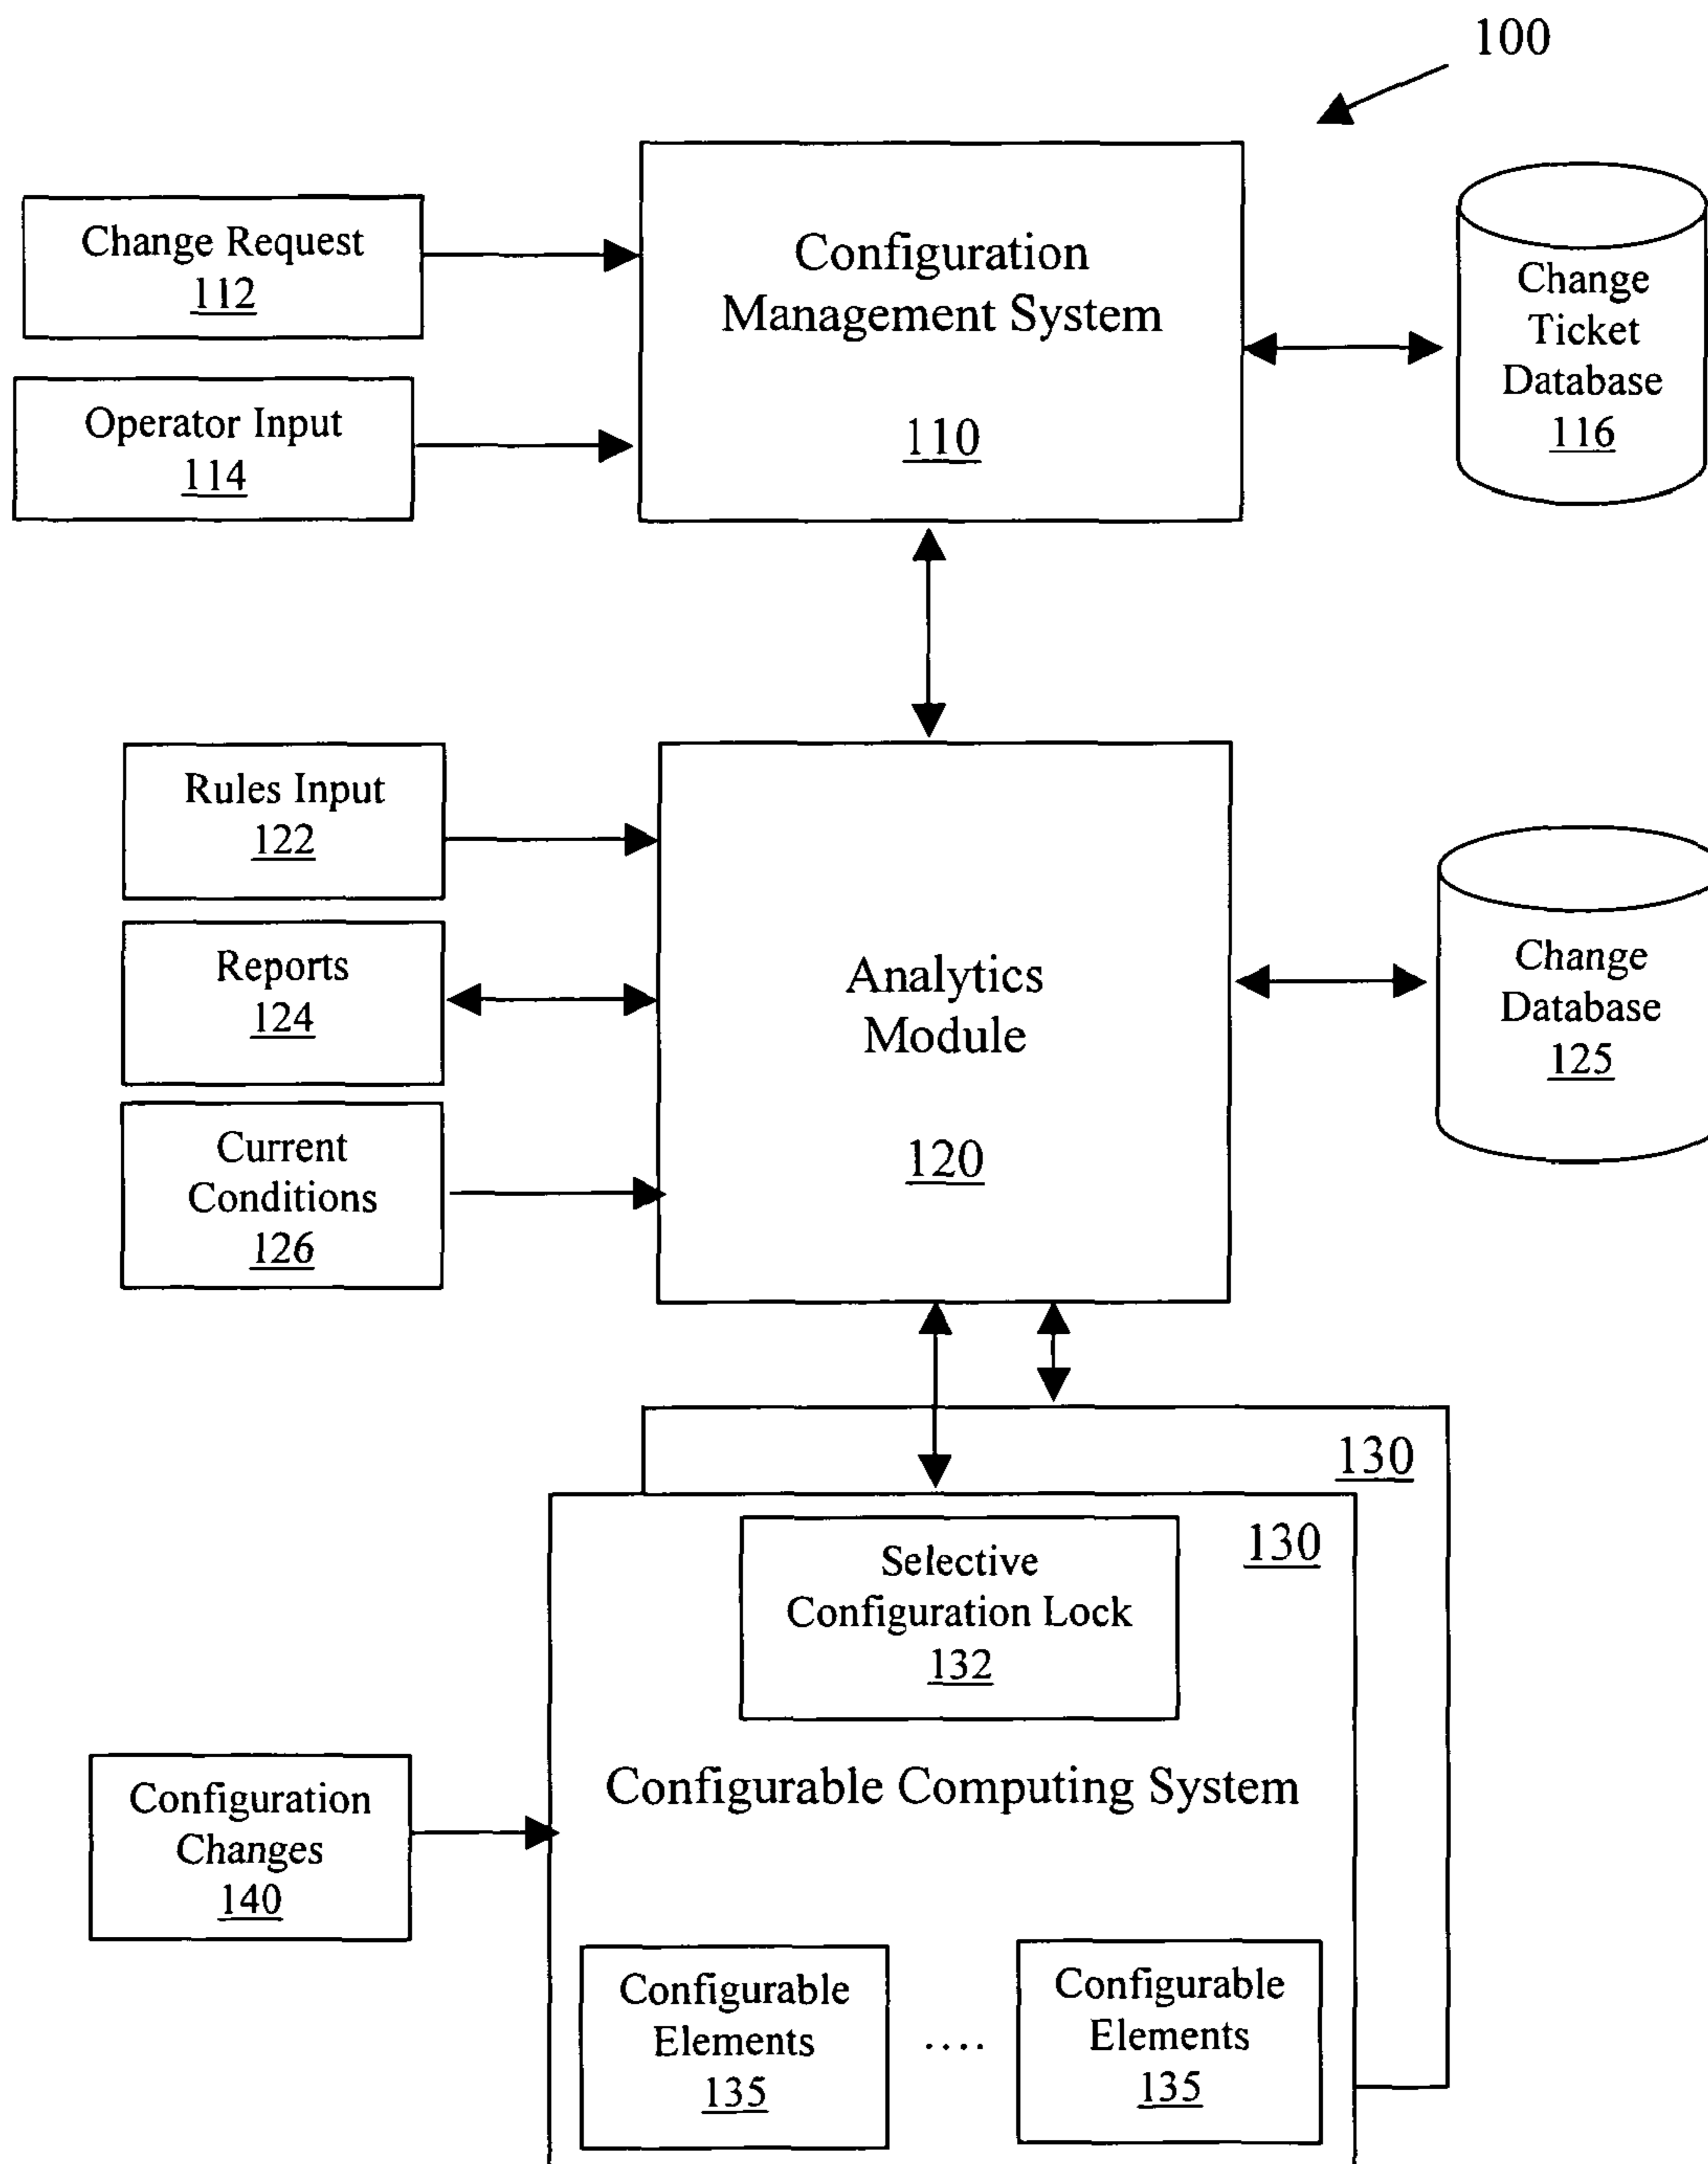 100
Change Request
112
Operator Input
114
Configuration
Management System
110
Change
Ticket
Database
116
Rules Input
122
Reports
124
Current
Conditions
126
Analytics
Module
120
Change
Database
125
130
130
Selective
Configuration Lock
132
Configurable Computing System
Configuration
Changes
140
Configurable
Elements
135
....
Configurable
Elements
135